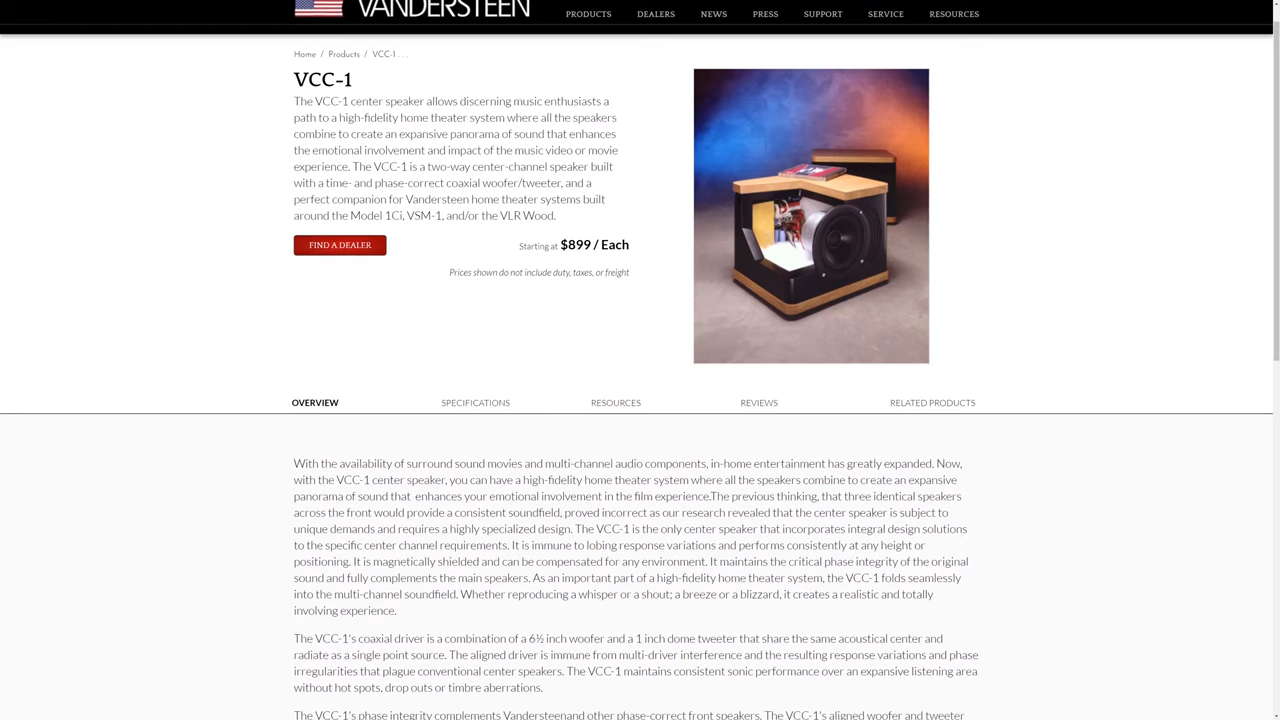 VANDERSTEEN
PRODUCTS DEALERS NEWS PRESS SUPPORT SERVICE RESOURCES
Home / Products / VCC-1 . . .
VCC-1
The VCC-1 center speaker allows discerning music enthusiasts a
path to a high-fidelity home theater system where all the speakers
combine to create an expansive panorama of sound that enhances
the emotional involvement and impact of the music video or movie
experience. The VCC-1 is a two-way center-channel speaker built
with a time- and phase-correct coaxial woofer/tweeter, and a
perfect companion for Vandersteen home theater systems built
around the Model 1Ci, VSM-1, and/or the VLR Wood.
FIND A DEALER
Starting at $899 / Each
Prices shown do not include duty, taxes, or freight
OVERVIEW SPECIFICATIONS RESOURCES REVIEWS RELATED PRODUCTS
With the availability of surround sound movies and multi-channel audio components, in-home entertainment has greatly expanded. Now,
with the VCC-1 center speaker, you can have a high-fidelity home theater system where all the speakers combine to create an expansive
panorama of sound that enhances your emotional involvement in the film experience.The previous thinking, that three identical speakers
across the front would provide a consistent soundfield, proved incorrect as our research revealed that the center speaker is subject to
unique demands and requires a highly specialized design. The VCC-1 is the only center speaker that incorporates integral design solutions
to the specific center channel requirements. It is immune to lobing response variations and performs consistently at any height or
positioning. It is magnetically shielded and can be compensated for any environment. It maintains the critical phase integrity of the original
sound and fully complements the main speakers. As an important part of a high-fidelity home theater system, the VCC-1 folds seamlessly
into the multi-channel soundfield. Whether reproducing a whisper or a shout; a breeze or a blizzard, it creates a realistic and totally
involving experience.
The VCC-1's coaxial driver is a combination of a 6½ inch woofer and a 1 inch dome tweeter that share the same acoustical center and
radiate as a single point source. The aligned driver is immune from multi-driver interference and the resulting response variations and phase
irregularities that plague conventional center speakers. The VCC-1 maintains consistent sonic performance over an expansive listening area
without hot spots, drop outs or timbre aberrations.
The VCC-1's phase integrity complements Vandersteenand other phase-correct front speakers. The VCC-1's aligned woofer and tweeter